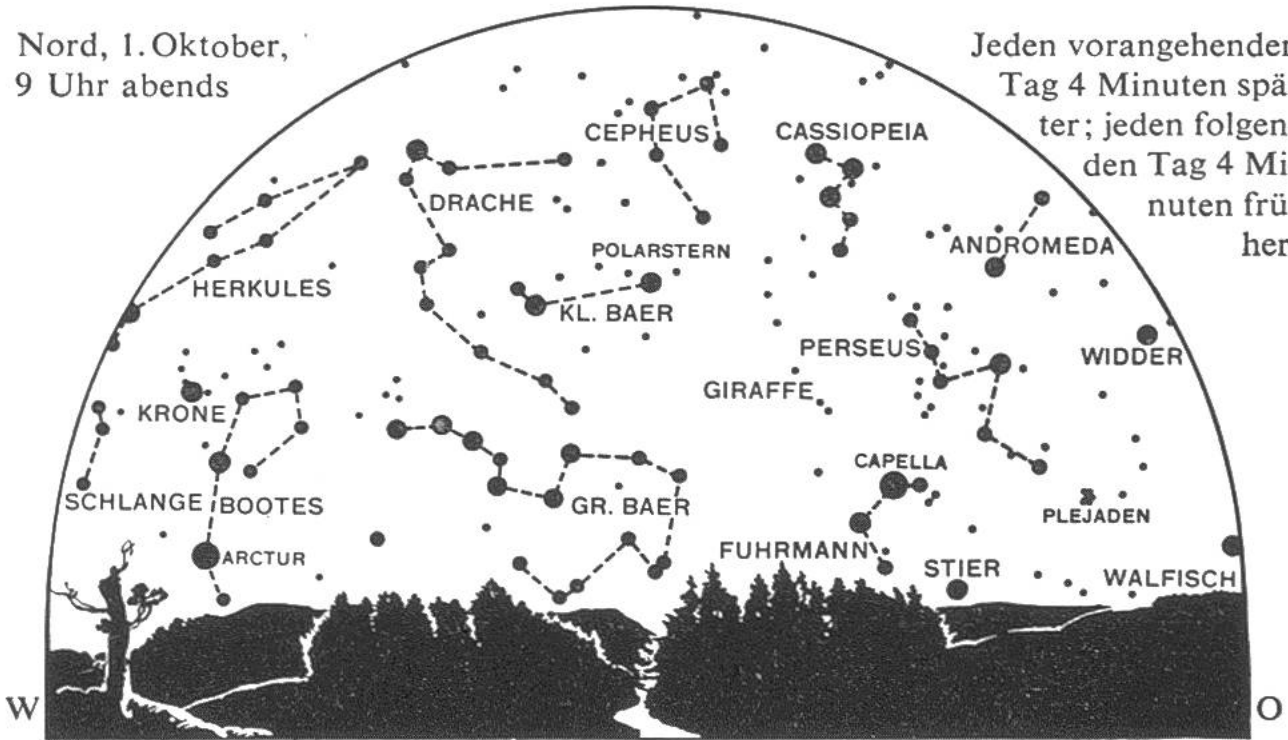 Nord, 1. Oktober,
9 Uhr abends
Jeden vorangehenden
Tag 4 Minuten spä-
ter; jeden folgen-
den Tag 4 Mi-
nuten frü-
her
CEPHEUS
CASSIOPEIA
DRACHE
ANDROMEDA
POLARSTERN
HERKULES
KL. BAER
PERSEUS
WIDDER
GIRAFFE
KRONE
CAPELLA
SCHLANGE
BOOTES
GR. BAER
PLEJADEN
ARCTUR
FUHRMANN
STIER
WALFISCH
W
O